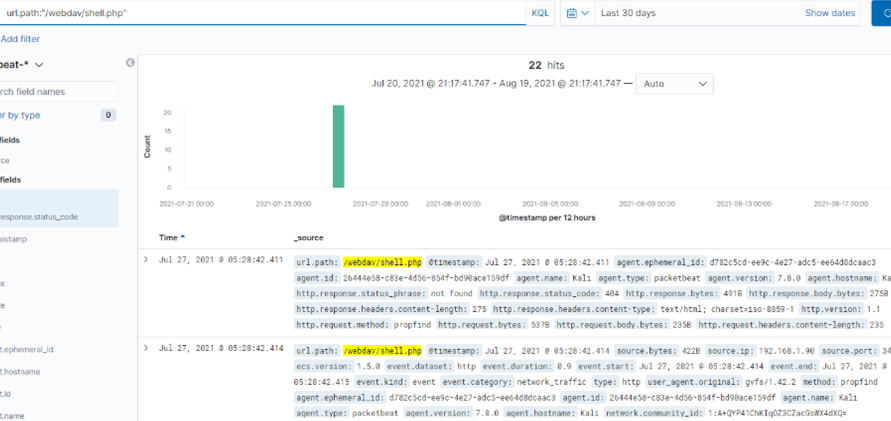 url.path:"/webdav/shell.php"
KQL
Last 30 days
Show dates
Add filter
beat-*
rch field names
er by type
0
fields
rce
fields
response.status_code
estamp
ex
re
e
t.ephemeral_id
t.hostname
t.id
t.name
22 hits
Jul 20, 2021 @ 21:17:41.747 - Aug 19, 2021 @ 21:17:41.747 —
Auto
Count
20
15
10
5
0
2021-07-21 00:00
2021-07-25 00:00
2021-07-29 00:00
2021-08-01 00:00
2021-08-05 00:00
2021-08-09 00:00
2021-08-13 00:00
2021-08-17 00:00
@timestamp per 12 hours
Time
_source
Jul 27, 2021 @ 05:28:42.411
url.path: /webdav/shell.php @timestamp: Jul 27, 2021 @ 05:28:42.411 agent.ephemeral_id: d782c5cd-ee9c-4e27-adc5-ee64d8dcaac3
agent.id: 26444e58-c83e-4d56-854f-bd90ace159df agent.name: Kali agent.type: packetbeat agent.version: 7.8.0 agent.hostname: Ka
http.response.status_phrase: not found http.response.status_code: 404 http.response.bytes: 491B http.response.body.bytes: 275B
http.response.headers.content-length: 275 http.response.headers.content-type: text/html; charset=iso-8859-1 http.version: 1.1
http.request.method: propfind http.request.bytes: 537B http.request.body.bytes: 235B http.request.headers.content-length: 235
Jul 27, 2021 @ 05:28:42.414
url.path: /webdav/shell.php @timestamp: Jul 27, 2021 @ 05:28:42.414 source.bytes: 422B source.ip: 192.168.1.90 source.port: 34
ecs.version: 1.5.0 event.dataset: http event.duration: 0.9 event.start: Jul 27, 2021 @ 05:28:42.414 event.end: Jul 27, 2021 @
05:28:42.415 event.kind: event event.category: network_traffic type: http user_agent.original: gvfs/1.42.2 method: propfind
agent.ephemeral_id: d782c5cd-ee9c-4e27-adc5-ee64d8dcaac3 agent.id: 26444e58-c83e-4d56-854f-bd90ace159df agent.name: Kali
agent.type: packetbeat agent.version: 7.8.0 agent.hostname: Kali network.community_id: